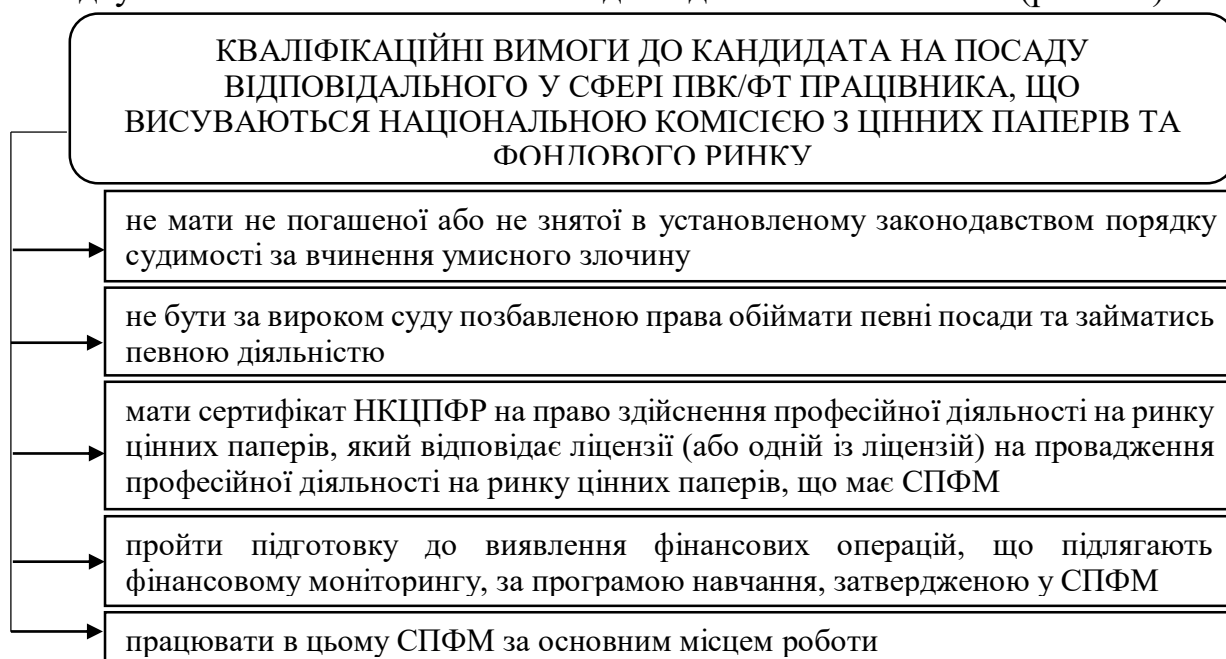 КВАЛІФІКАЦІЙНІ ВИМОГИ ДО КАНДИДАТА НА ПОСАДУ
ВІДПОВІДАЛЬНОГО У СФЕРІ ПВК/ФТ ПРАЦІВНИКА, ЩО
ВИСУВАЮТЬСЯ НАЦІОНАЛЬНОЮ КОМІСІЄЮ З ЦІННИХ ПАПЕРІВ ТА
ФОНДОВОГО РИНКУ
не мати не погашеної або не знятої в установленому законодавством порядку
судимості за вчинення умисного злочину
не бути за вироком суду позбавленою права обіймати певні посади та займатись
певною діяльністю
мати сертифікат НКЦПФР на право здійснення професійної діяльності на ринку
цінних паперів, який відповідає ліцензії (або одній із ліцензій) на провадження
професійної діяльності на ринку цінних паперів, що має СПФМ
пройти підготовку до виявлення фінансових операцій, що підлягають
фінансовому моніторингу, за програмою навчання, затвердженою у СПФМ
працювати в цьому СПФМ за основним місцем роботи